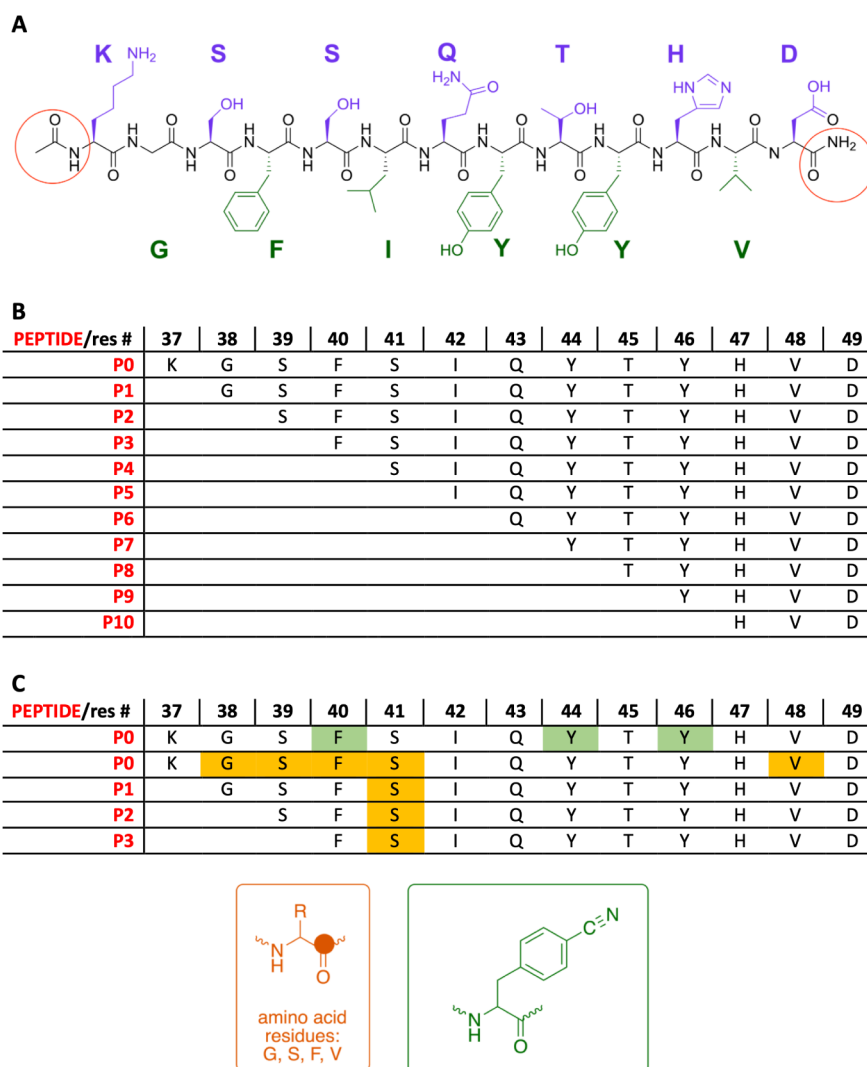 A
K NH₂ S S Q T H D
H₂N O OH
O OH OH OH HN N O
O H N O H N O H N O H N O H N O H N O NH₂
N H O N H O N H O N H O N H O N H O N H O
HO HO
G F I Y Y V
B
PEPTIDE/res # 37 38 39 40 41 42 43 44 45 46 47 48 49
P0 K G S F S I Q Y T Y H V D
P1 G S F S I Q Y T Y H V D
P2 S F S I Q Y T Y H V D
P3 F S I Q Y T Y H V D
P4 S I Q Y T Y H V D
P5 I Q Y T Y H V D
P6 Q Y T Y H V D
P7 Y T Y H V D
P8 T Y H V D
P9 Y H V D
P10 H V D
C
PEPTIDE/res # 37 38 39 40 41 42 43 44 45 46 47 48 49
P0 K G S F S I Q Y T Y H V D
P0 K G S F S I Q Y T Y H V D
P1 G S F S I Q Y T Y H V D
P2 S F S I Q Y T Y H V D
P3 F S I Q Y T Y H V D
R
N
H
O
amino acid
residues:
G, S, F, V
C N
N
H
O